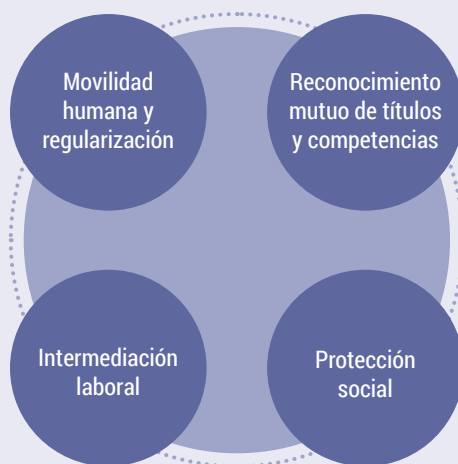 Movilidad
humana y
regularización
Reconocimiento
mutuo de títulos
y competencias
Intermediación
laboral
Protección
social